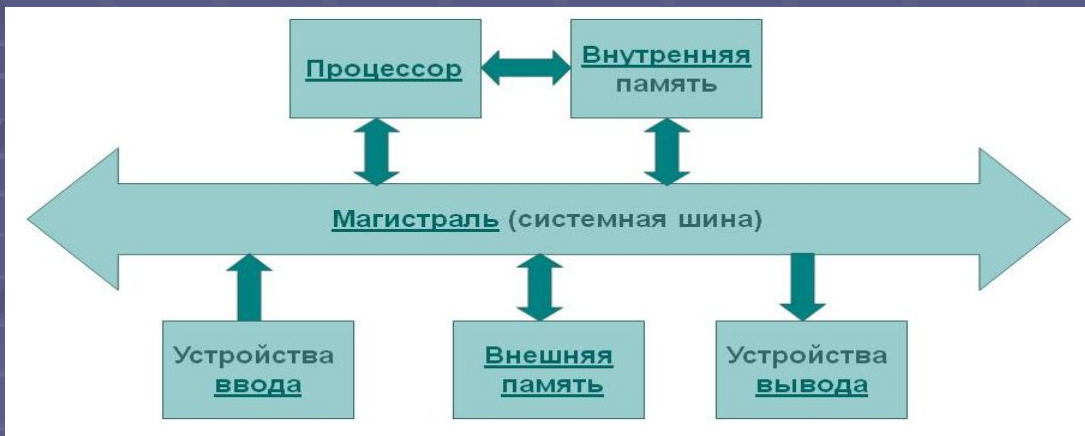 Процессор
Внутренняя
память
Магистраль (системная шина)
Устройства
ввода
Внешняя
память
Устройства
вывода